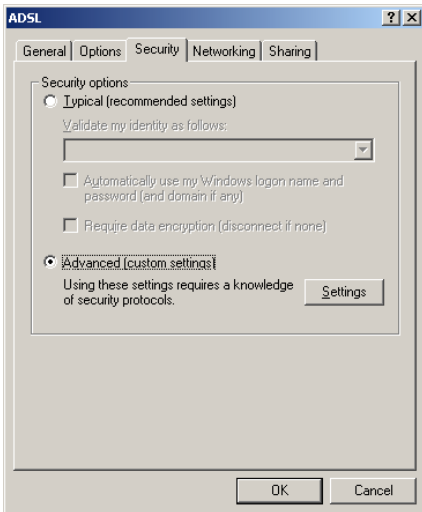 ADSL
General Options Security Networking Sharing
Security options
Typical (recommended settings)
Validate my identity as follows:
Automatically use my Windows logon name and
password (and domain if any)
Require data encryption (disconnect if none)
Advanced (custom settings)
Using these settings requires a knowledge
of security protocols.
Settings
OK Cancel